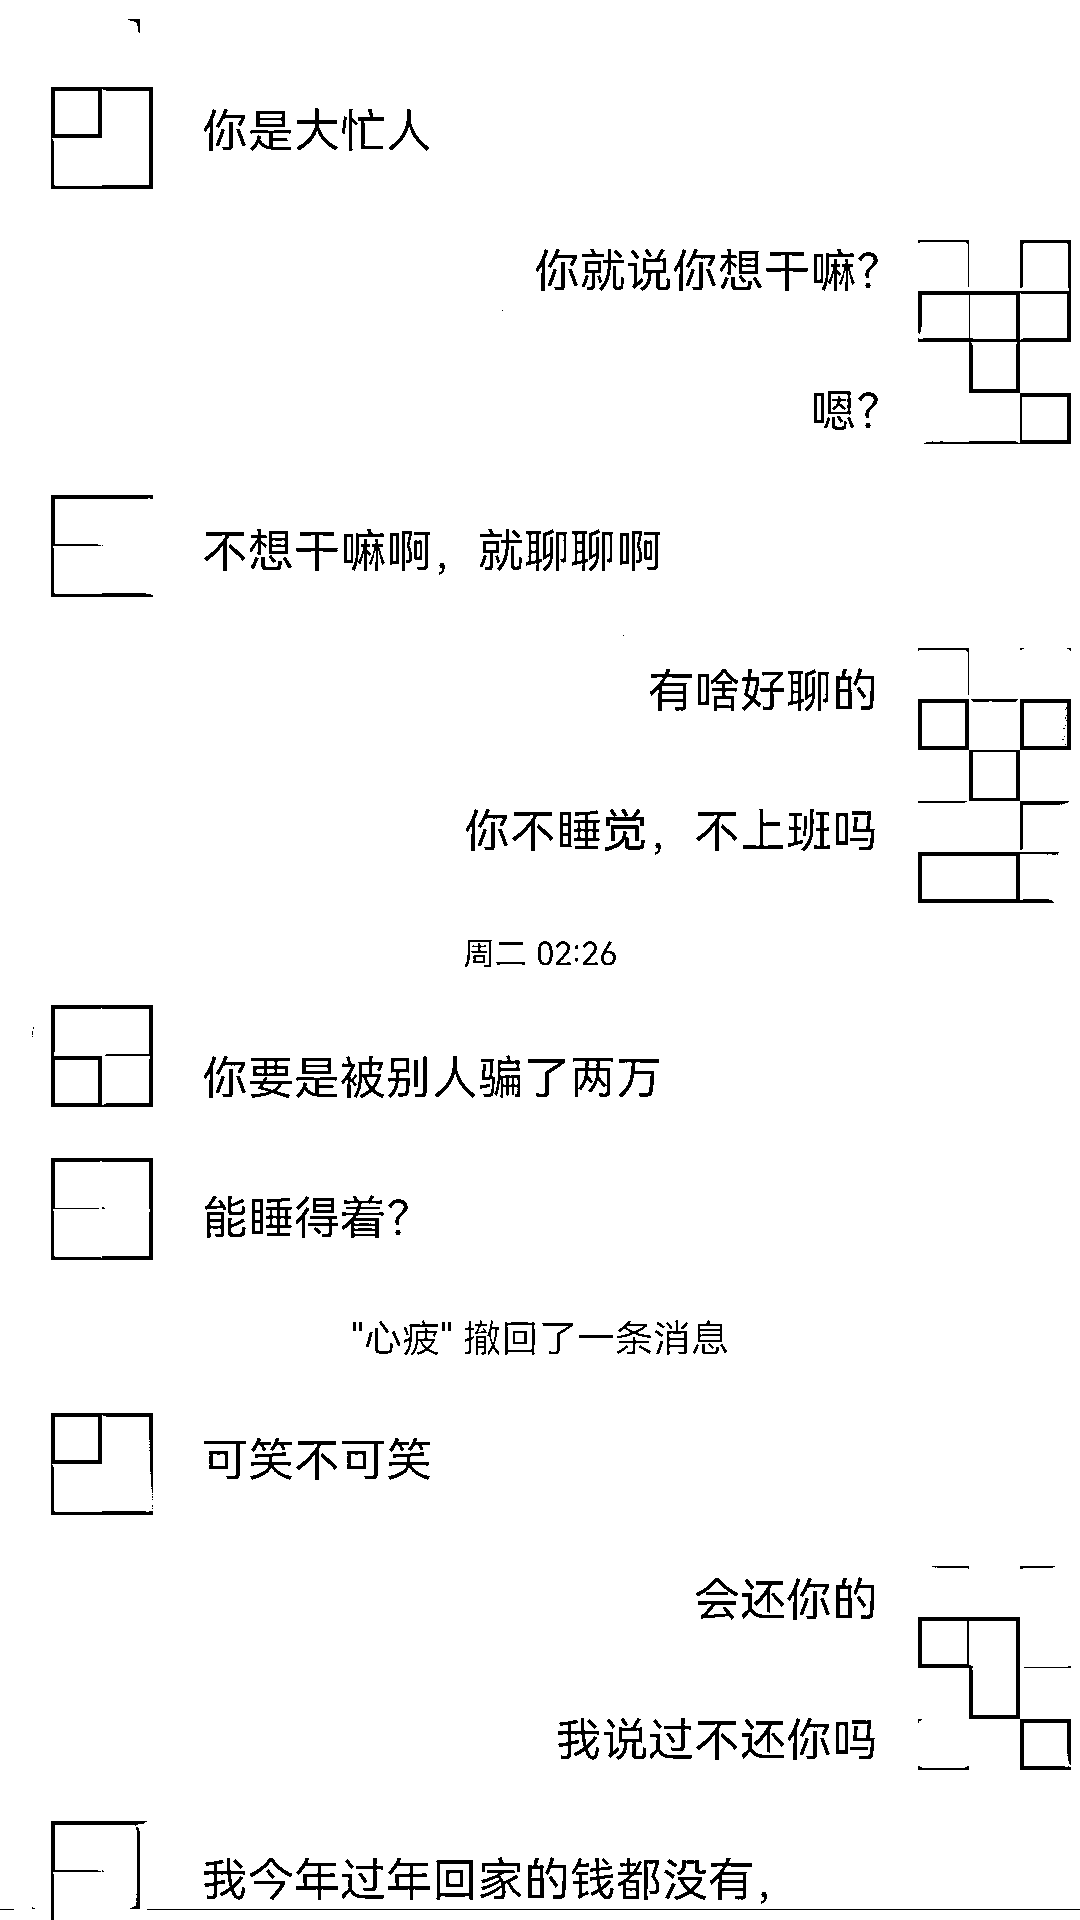 你是大忙人
你就说你想干嘛?
嗯?
不想干嘛啊，就聊聊啊
有啥好聊的
你不睡觉，不上班吗
周二 02:26
你要是被别人骗了两万
能睡得着?
"心疲" 撤回了一条消息
可笑不可笑
会还你的
我说过不还你吗
我今年过年回家的钱都没有，